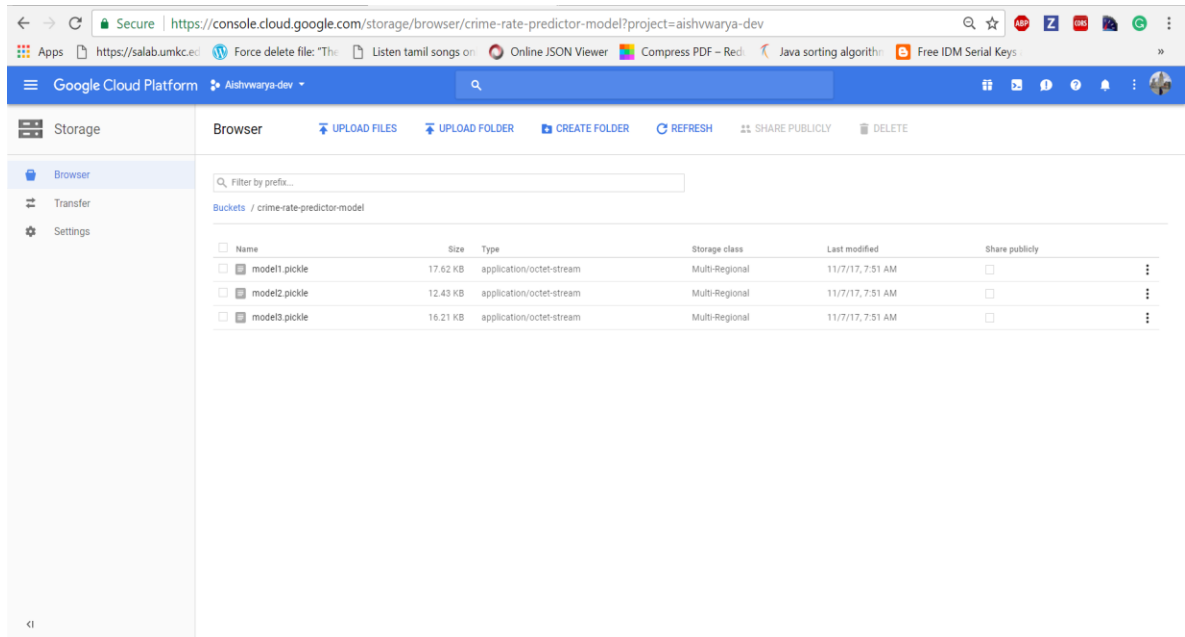 Secure https://console.cloud.google.com/storage/browser/crime-rate-predictor-model?project=aishvwarya-dev ABP Z CORS G
Apps https://salab.umkc.ed Force delete file: "The Listen tamil songs on Online JSON Viewer Compress PDF – Red Java sorting algorith Free IDM Serial Keys »
Google Cloud Platform Aishvwarya-dev
Storage Browser UPLOAD FILES UPLOAD FOLDER CREATE FOLDER REFRESH SHARE PUBLICLY DELETE
Browser
Transfer
Settings
Filter by prefix...
Buckets / crime-rate-predictor-model
Name Size Type Storage class Last modified Share publicly
model1.pickle 17.62 KB application/octet-stream Multi-Regional 11/7/17, 7:51 AM
model2.pickle 12.43 KB application/octet-stream Multi-Regional 11/7/17, 7:51 AM
model3.pickle 16.21 KB application/octet-stream Multi-Regional 11/7/17, 7:51 AM